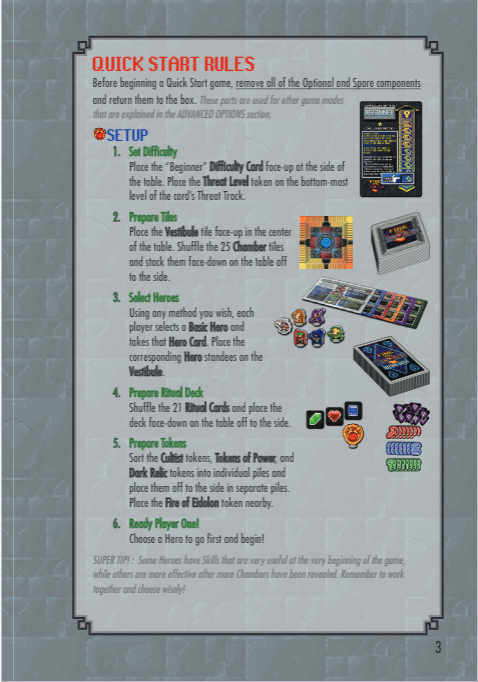 QUICK START RULES
Before beginning a Quick Start game, remove all of the Optional and Spare components
and return them to the box. These parts are used for other game modes
that are explained in the ADVANCED OPTIONS section.
SETUP
1. Set Difficulty
Place the "Beginner" Difficulty Card face-up at the side of
the table. Place the Threat Level token on the bottom-most
level of the card's Threat Track.
2. Prepare Tiles
Place the Vestibule tile face-up in the center
of the table. Shuffle the 25 Chamber tiles
and stack them face-down on the table off
to the side.
3. Select Heroes
Using any method you wish, each
player selects a Basic Hero and
takes that Hero Card. Place the
corresponding Hero standees on the
Vestibule.
4. Prepare Ritual Deck
Shuffle the 21 Ritual Cards and place the
deck face-down on the table off to the side.
5. Prepare Tokens
Sort the Cultist tokens, Tokens of Power, and
Dark Relic tokens into individual piles and
place them off to the side in separate piles.
Place the Fire of Eidolon token nearby.
6. Ready Player One!
Choose a Hero to go first and begin!
SUPER TIP! : Some Heroes have Skills that are very useful at the very beginning of the game,
while others are more effective after more Chambers have been revealed. Remember to work
together and choose wisely!
3